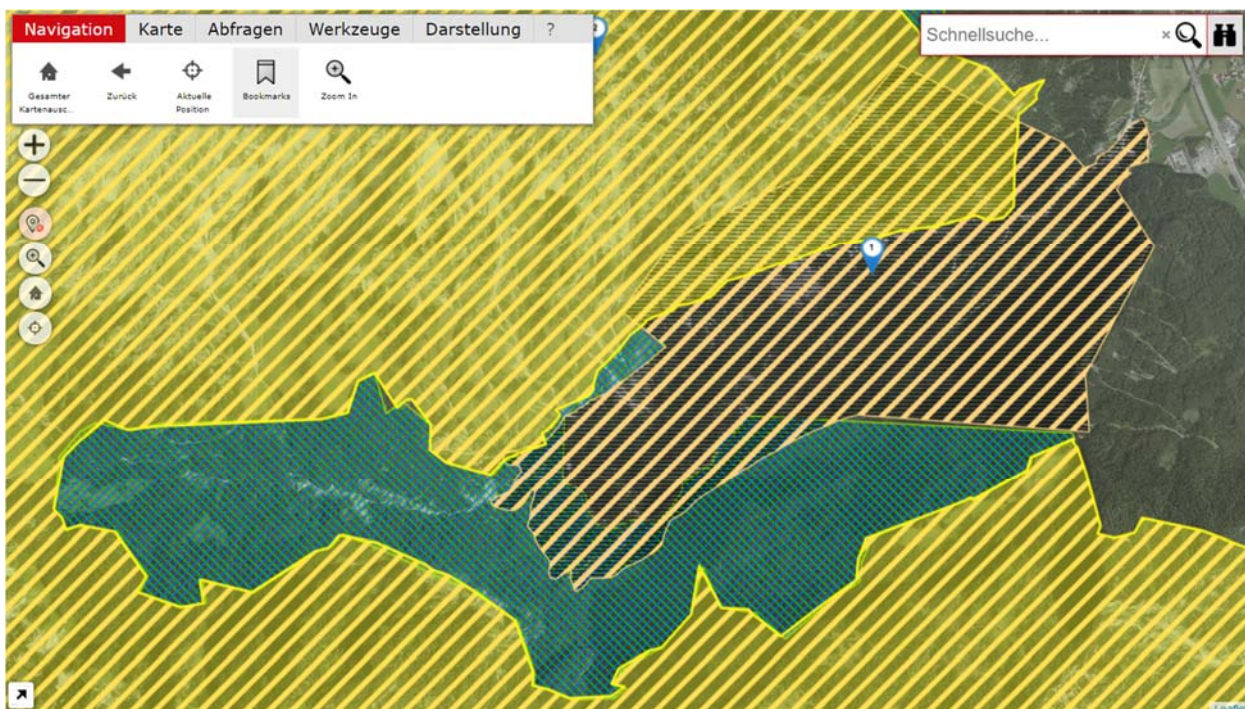 Navigation Karte Abfragen Werkzeuge Darstellung ?
Gesamter Kartenausc...
Zurück
Aktuelle Position
Bookmarks
Zoom In
Schnellsuche...
1